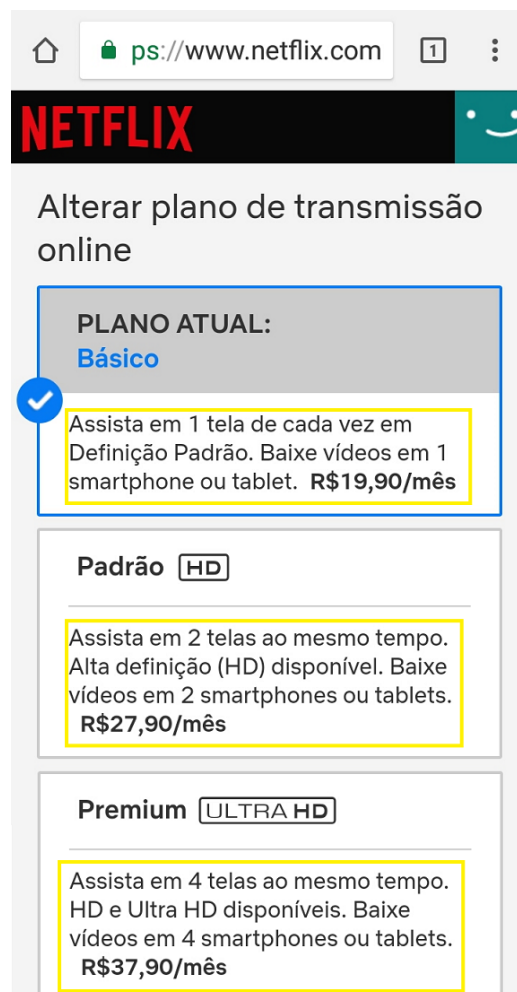 ps://www.netflix.com 1
NETFLIX
Alterar plano de transmissão
online
PLANO ATUAL:
Básico
Assista em 1 tela de cada vez em
Definição Padrão. Baixe vídeos em 1
smartphone ou tablet. R$19,90/mês
Padrão HD
Assista em 2 telas ao mesmo tempo.
Alta definição (HD) disponível. Baixe
vídeos em 2 smartphones ou tablets.
R$27,90/mês
Premium ULTRA HD
Assista em 4 telas ao mesmo tempo.
HD e Ultra HD disponíveis. Baixe
vídeos em 4 smartphones ou tablets.
R$37,90/mês